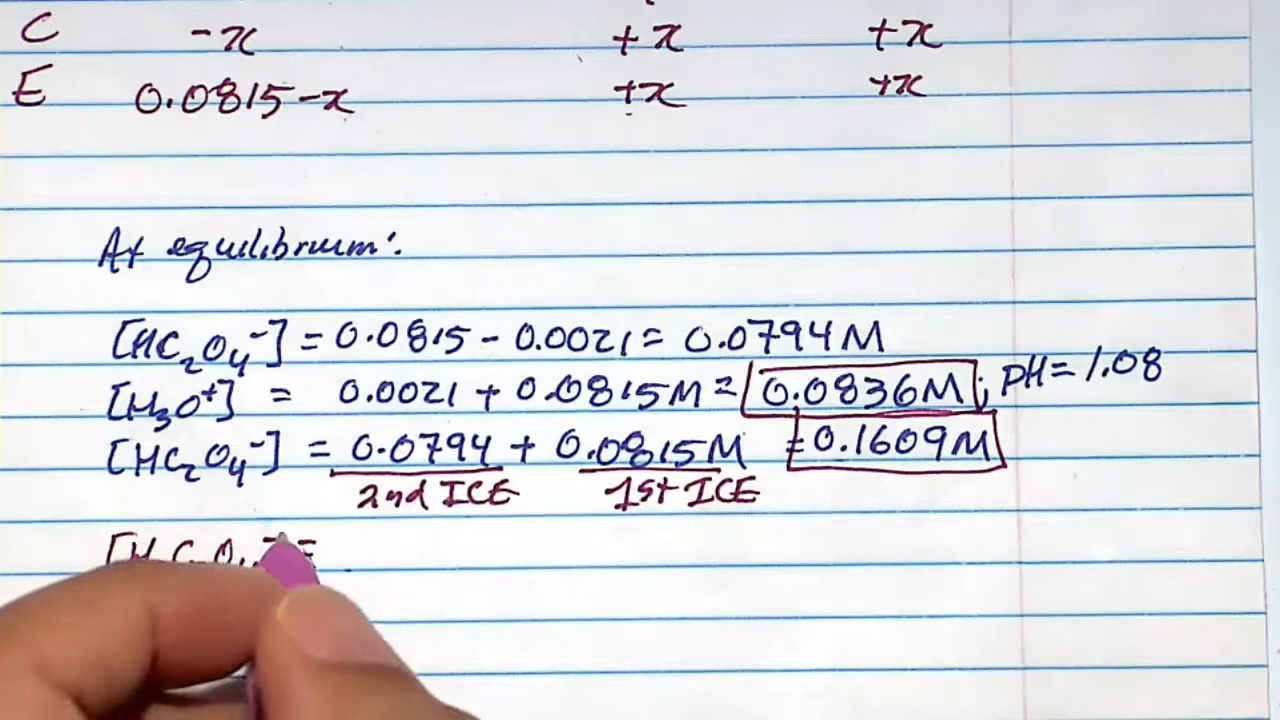 C -x +x +x
E 0.0815-x +x +x
At equilibrium:
[HC₂O₄⁻] = 0.0815 - 0.0021 = 0.0794M
[H₃O⁺] = 0.0021 + 0.0815M = 0.0836M; pH = 1.08
[HC₂O₄⁻] = 0.0794 + 0.0815M = 0.1609M
2nd ICE 1st ICE